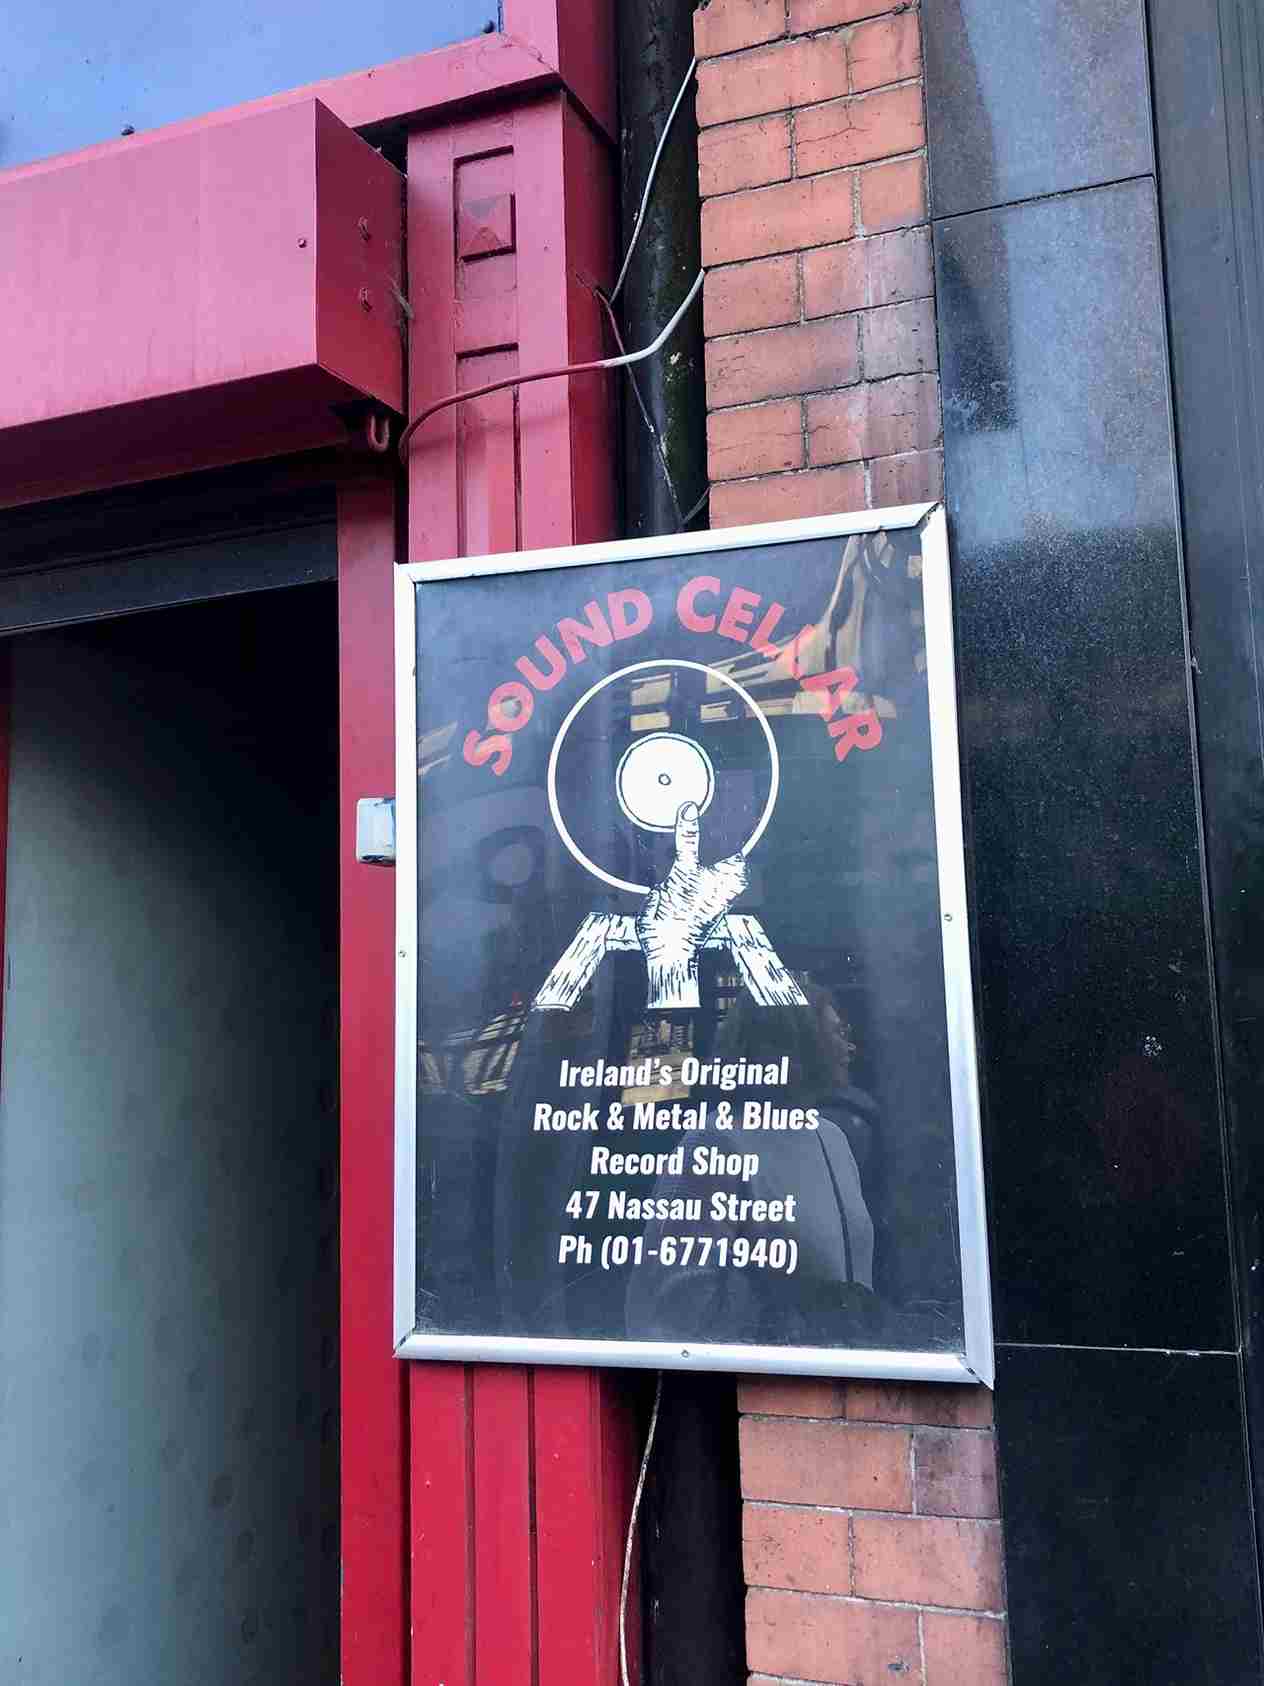 SOUND CELLAR
Ireland's Original
Rock & Metal & Blues
Record Shop
47 Nassau Street
Ph (01-6771940)